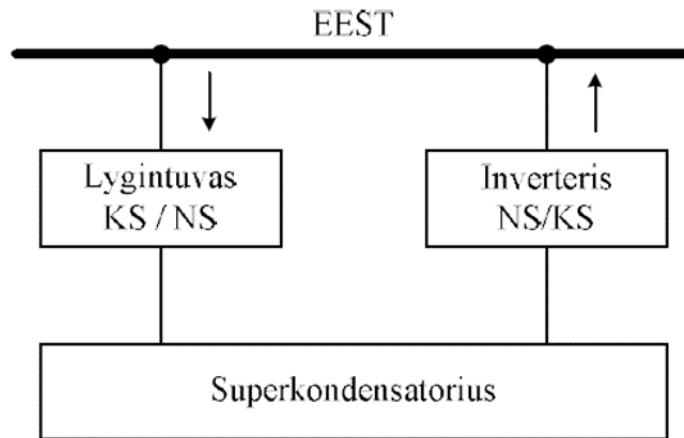 EEST
Lygintuvas
KS / NS
Inverteris
NS/KS
Superkondensatorius